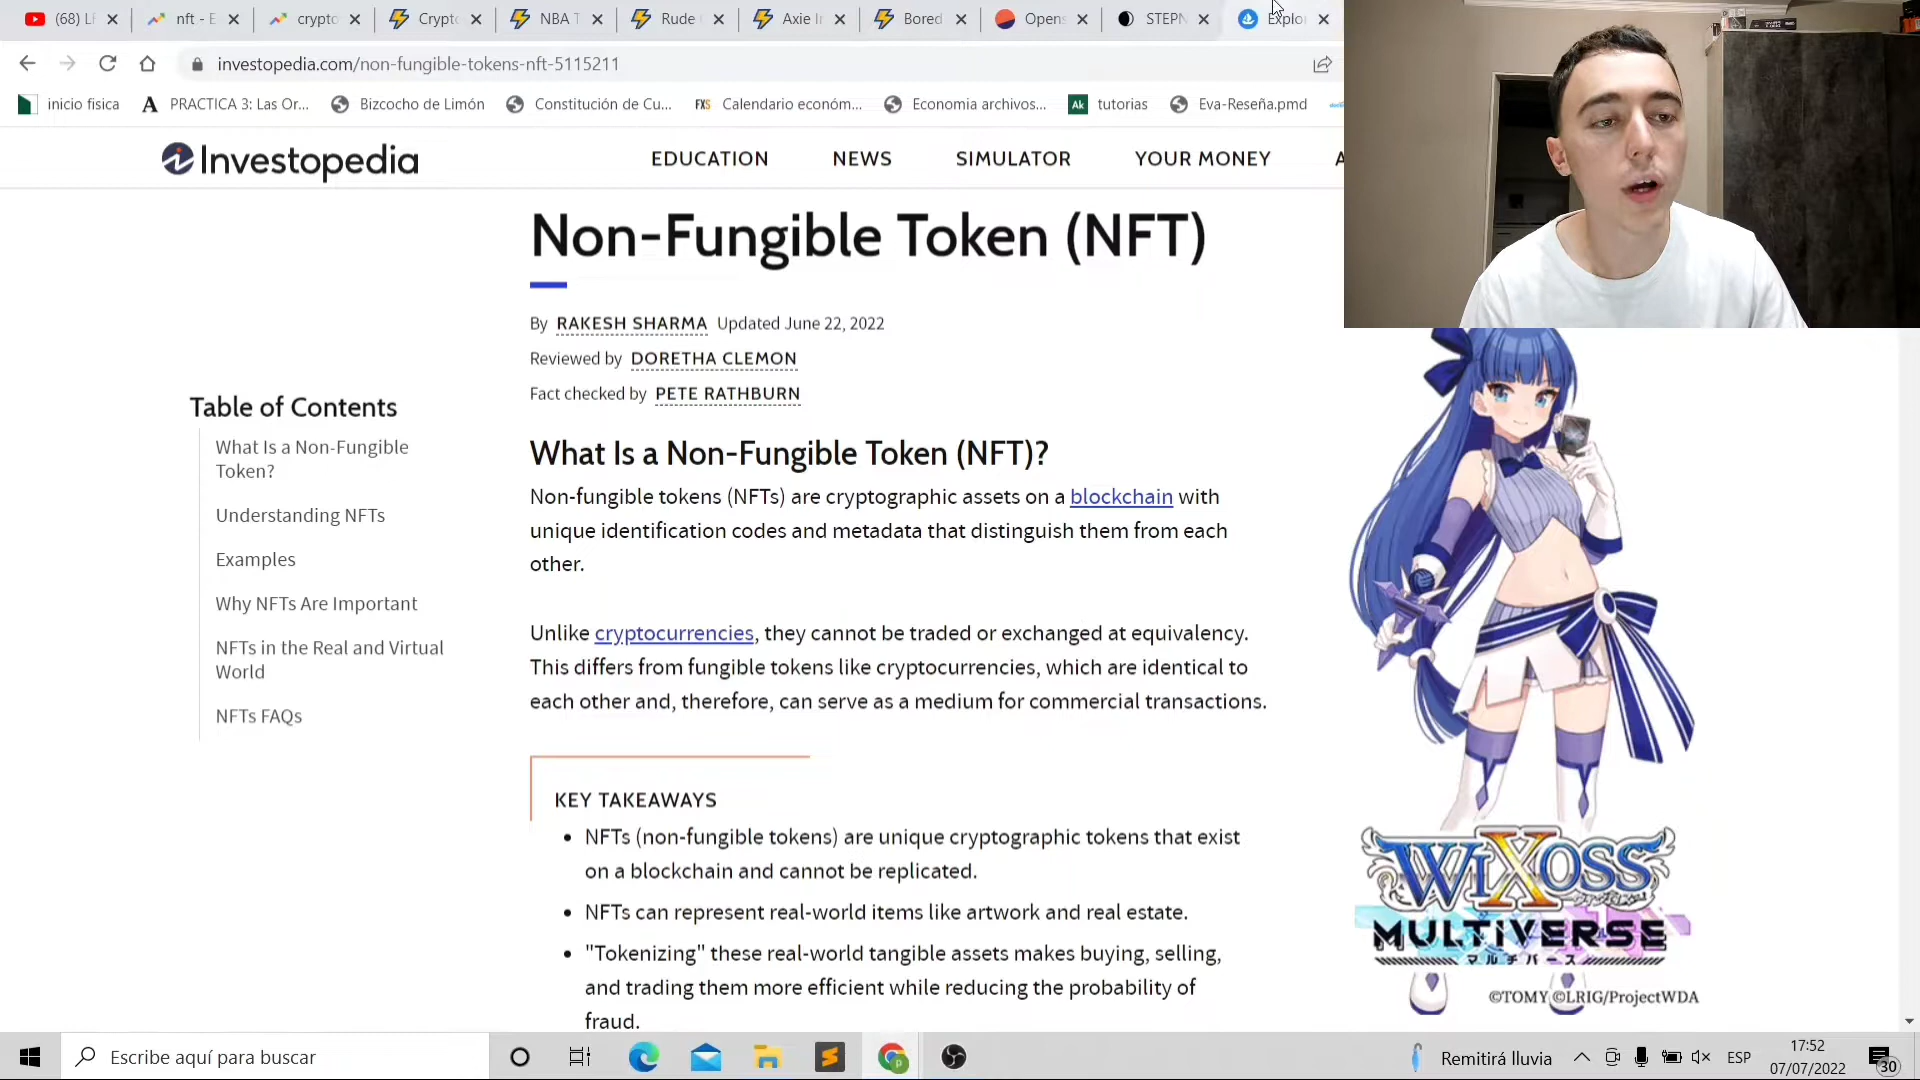 (68) Li
nft - E
crypto
Crypt
NBA T
Rude
Axie I
Bored
Opens
STEPN
Explo
investopedia.com/non-fungible-tokens-nft-5115211
inicio fisica
PRACTICA 3: Las Or...
Bizcocho de Limón
Constitución de Cu...
FXS Calendario económ...
Economia archivos...
Ak tutorias
Eva-Reseña.pmd
Investopedia
EDUCATION
NEWS
SIMULATOR
YOUR MONEY
Non-Fungible Token (NFT)
By RAKESH SHARMA Updated June 22, 2022
Reviewed by DORETHA CLEMON
Fact checked by PETE RATHBURN
Table of Contents
What Is a Non-Fungible
Token?
Understanding NFTs
Examples
Why NFTs Are Important
NFTs in the Real and Virtual
World
NFTs FAQs
What Is a Non-Fungible Token (NFT)?
Non-fungible tokens (NFTs) are cryptographic assets on a blockchain with
unique identification codes and metadata that distinguish them from each
other.
Unlike cryptocurrencies, they cannot be traded or exchanged at equivalency.
This differs from fungible tokens like cryptocurrencies, which are identical to
each other and, therefore, can serve as a medium for commercial transactions.
KEY TAKEAWAYS
• NFTs (non-fungible tokens) are unique cryptographic tokens that exist
on a blockchain and cannot be replicated.
• NFTs can represent real-world items like artwork and real estate.
• "Tokenizing" these real-world tangible assets makes buying, selling,
and trading them more efficient while reducing the probability of
fraud.
WIXOSS
MULTIVERSE
マルチバース
©TOMY ©LRIG/ProjectWDA
Escribe aquí para buscar
Remitirá lluvia
ESP
17:52
07/07/2022
30